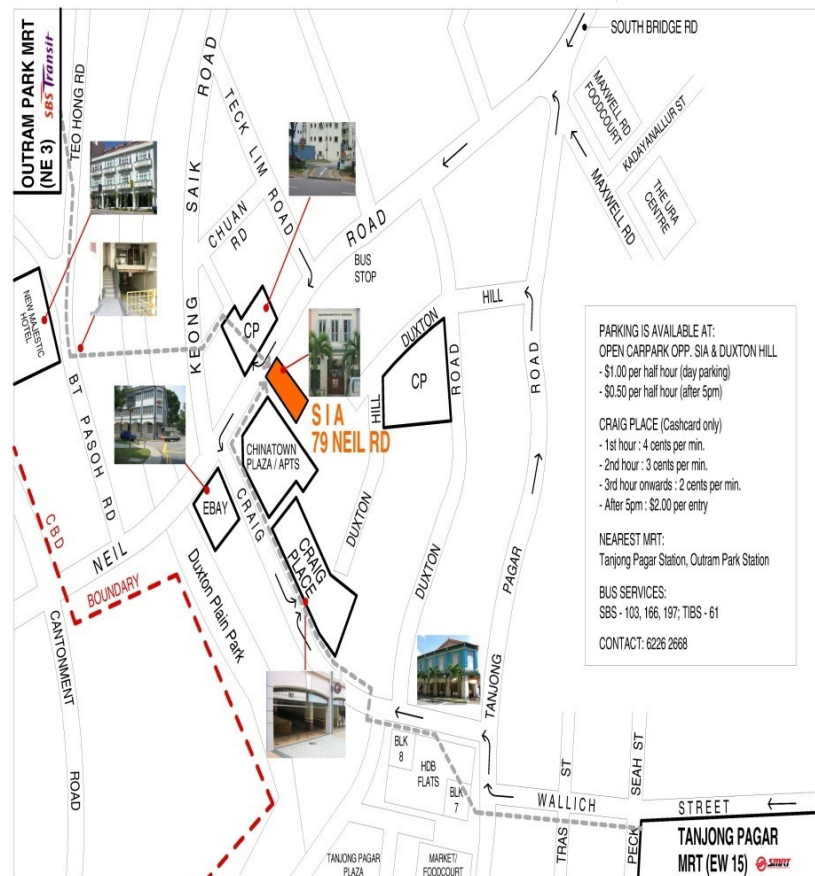 SOUTH BRIDGE RD
OUTRAM PARK MRT
(NE 3)
SBS Transit
TEO HONG RD
KEONG SAIK ROAD
TECK LIM ROAD
CHUAN
RD
ROAD
BUS
STOP
MAXWELL RD
FOODCOURT
KADAYANALLUR ST
THE URA
CENTRE
MAXWELL RD
NEW MAJESTIC
HOTEL
CP
DUXTON
HILL
ROAD
CP
HILL
DUXTON
SIA
79 NEIL RD
CHINATOWN
PLAZA / APTS
EBAY
CRAIG
CRAIG
PLACE
BT PASOH RD
NEIL
CBD
BOUNDARY
Duxton Plain Park
CANTONMENT
ROAD
DUXTON
TANJONG
PAGAR
ROAD
PARKING IS AVAILABLE AT:
OPEN CARPARK OPP. SIA & DUXTON HILL
- $1.00 per half hour (day parking)
- $0.50 per half hour (after 5pm)
CRAIG PLACE (Cashcard only)
- 1st hour : 4 cents per min.
- 2nd hour : 3 cents per min.
- 3rd hour onwards : 2 cents per min.
- After 5pm : $2.00 per entry
NEAREST MRT:
Tanjong Pagar Station, Outram Park Station
BUS SERVICES:
SBS - 103, 166, 197; TIBS - 61
CONTACT: 6226 2668
BLK
8
HDB
FLATS
BLK
7
TRAS ST
PECK SEAH ST
WALLICH STREET
TANJONG PAGAR
PLAZA
MARKET/
FOODCOURT
TANJONG PAGAR
MRT (EW 15)
SMRT